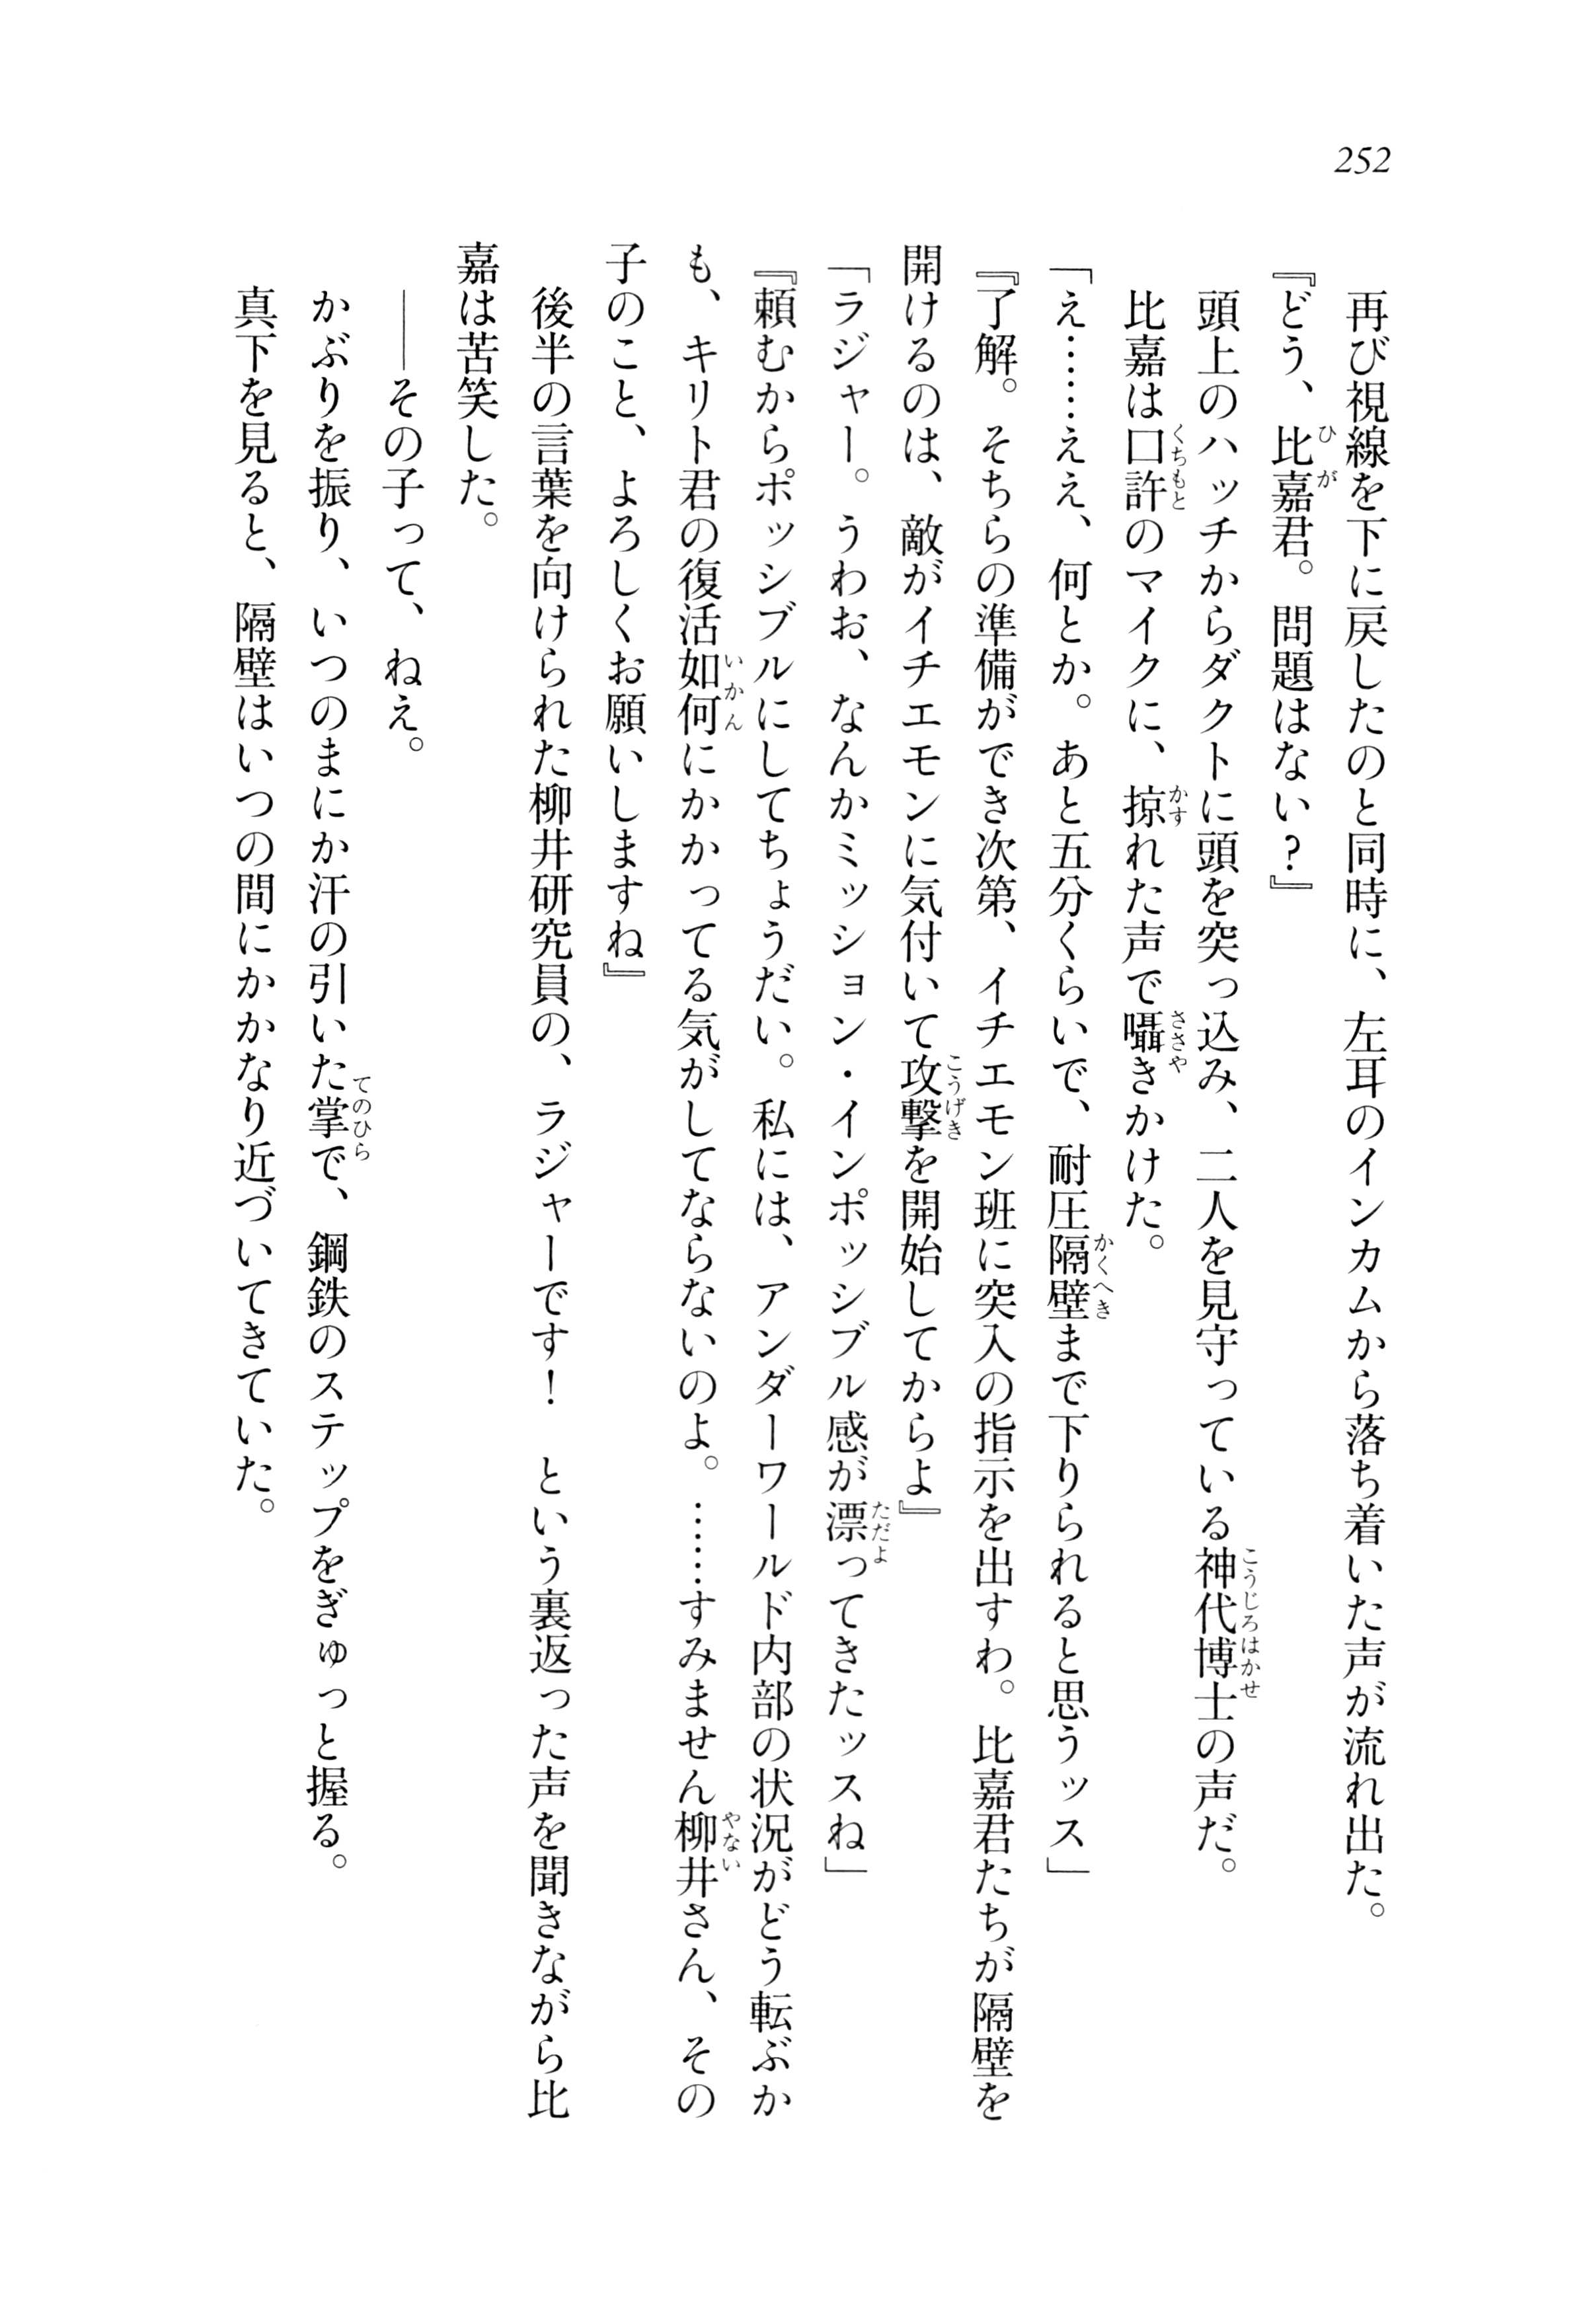 252
再び視線を下に戻したのと同時に、左耳のインカムから落ち着いた声が流れ出た。
『どう、比嘉君。問題はない?』
頭上のハッチからダクトに頭を突っ込み、二人を見守っている神代博士の声だ。
比嘉は口許のマイクに、掠れた声で囁きかけた。
「え……ええ、何とか。あと五分くらいで、耐圧隔壁まで下りられると思うッス」
『了解。そちらの準備ができ次第、イチエモン班に突入の指示を出すわ。比嘉君たちが隔壁を
開けるのは、敵がイチエモンに気付いて攻撃を開始してからよ』
「ラジャー。うわお、なんかミッション・インポッシブル感が漂ってきたッスね」
『頼むからポッシブルにしてちょうだい。私には、アンダーワールド内部の状況がどう転ぶか
も、キリト君の復活如何にかかってる気がしてならないのよ。……すみません柳井さん、その
子のこと、よろしくお願いしますね』
後半の言葉を向けられた柳井研究員の、ラジャーです!　という裏返った声を聞きながら比
嘉は苦笑した。
――その子って、ねえ。
かぶりを振り、いつのまにか汗の引いた掌で、鋼鉄のステップをぎゅっと握る。
真下を見ると、隔壁はいつの間にかかなり近づいてきていた。